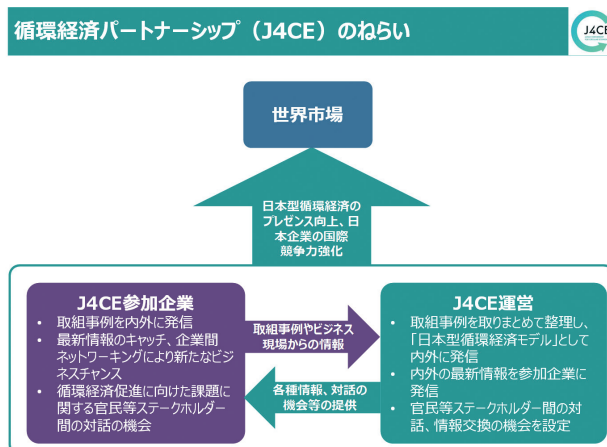 循環経済パートナーシップ（J4CE）のねらい
J4CE
世界市場
日本型循環経済の
プレゼンス向上、日
本企業の国際
競争力強化
J4CE参加企業
• 取組事例を内外に発信
• 最新情報のキャッチ、企業間
ネットワーキングにより新たなビジ
ネスチャンス
• 循環経済促進に向けた課題に
関する官民等ステークホルダー
間の対話の機会
取組事例やビジネス
現場からの情報
各種情報、対話の
機会等の提供
J4CE運営
• 取組事例を取りまとめて整理し、
「日本型循環経済モデル」として
内外に発信
• 内外の最新情報を参加企業に
発信
• 官民等ステークホルダー間の対
話、情報交換の機会を設定